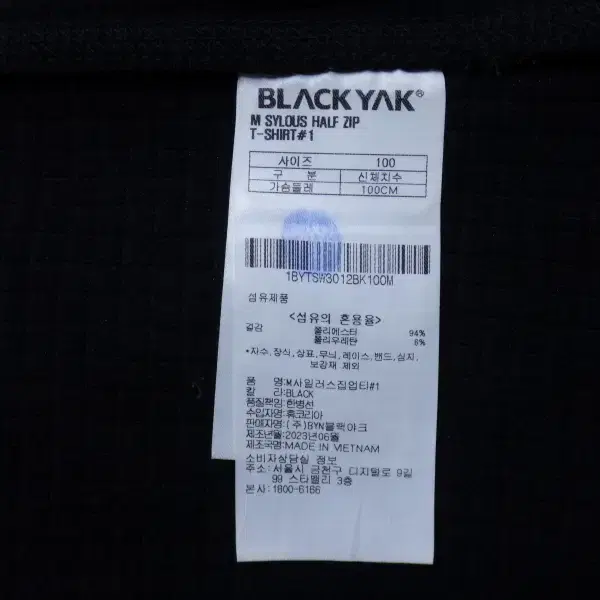 BLACKYAK®
M SYLOUS HALF ZIP
T-SHIRT#1
사이즈 100
구 분 신체치수
가슴둘레 100CM
1BYTSW3012BK100M
섬유제품
<섬유의 혼용율>
겉감 폴리에스터 94%
폴리우레탄 6%
*자수,장식,상표,무늬,레이스,밴드,심지,
보강재 제외
품 명:M사일러스집업티#1
칼 라:BLACK
품질책임:한병선
수입자명:휴코리아
판매자명:(주)BYN블랙야크
제조년월:2023년06월
제조국명:MADE IN VIETNAM
소비자상담실 정보
주소:서울시 금천구 디지털로 9길
99 스타밸리 3층
본사:1800-6166